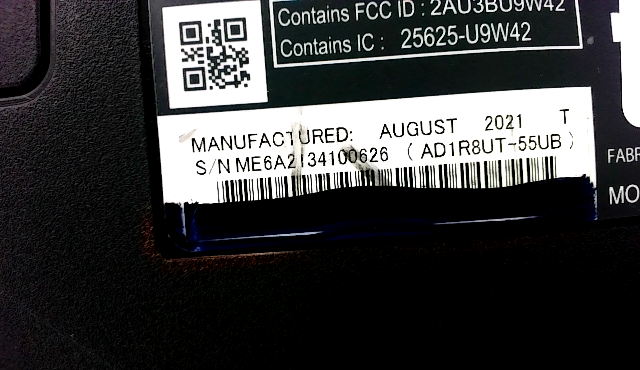 Contains FCC ID : 2AU3BU9W42
Contains IC : 25625-U9W42
MANUFACTURED: AUGUST 2021 T
S/N ME6A2134100626 ( AD1R8UT-55UB )
FABR
MO